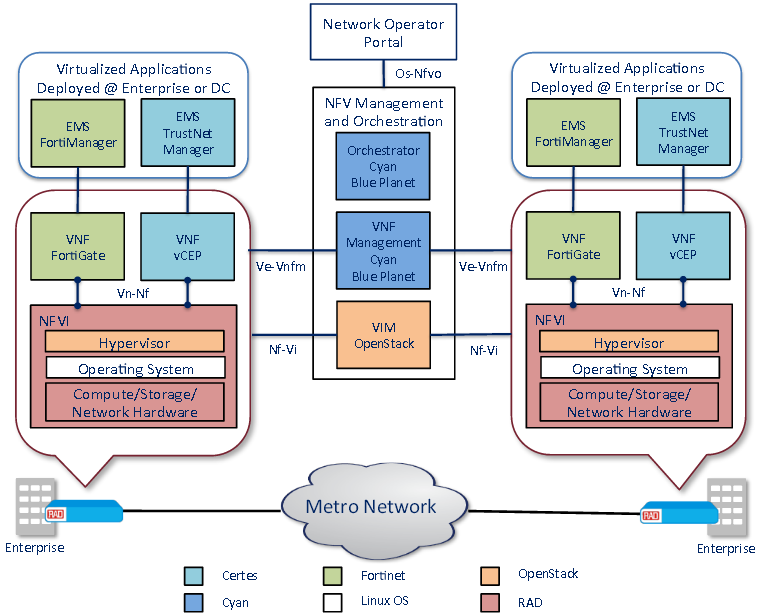 Network Operator
Portal
Os-Nfvo
Virtualized Applications
Deployed @ Enterprise or DC
EMS
FortiManager
EMS
TrustNet
Manager
NFV Management
and Orchestration
Orchestrator
Cyan
Blue Planet
VNF
Management
Cyan
Blue Planet
VIM
OpenStack
Virtualized Applications
Deployed @ Enterprise or DC
EMS
FortiManager
EMS
TrustNet
Manager
VNF
FortiGate
VNF
vCEP
Ve-Vnfm
Ve-Vnfm
VNF
FortiGate
VNF
vCEP
Vn-Nf
Vn-Nf
NFVI
Hypervisor
Operating System
Compute/Storage/
Network Hardware
Nf-Vi
Nf-Vi
NFVI
Hypervisor
Operating System
Compute/Storage/
Network Hardware
RAD
Enterprise
Metro Network
RAD
Enterprise
Certes
Fortinet
OpenStack
Cyan
Linux OS
RAD